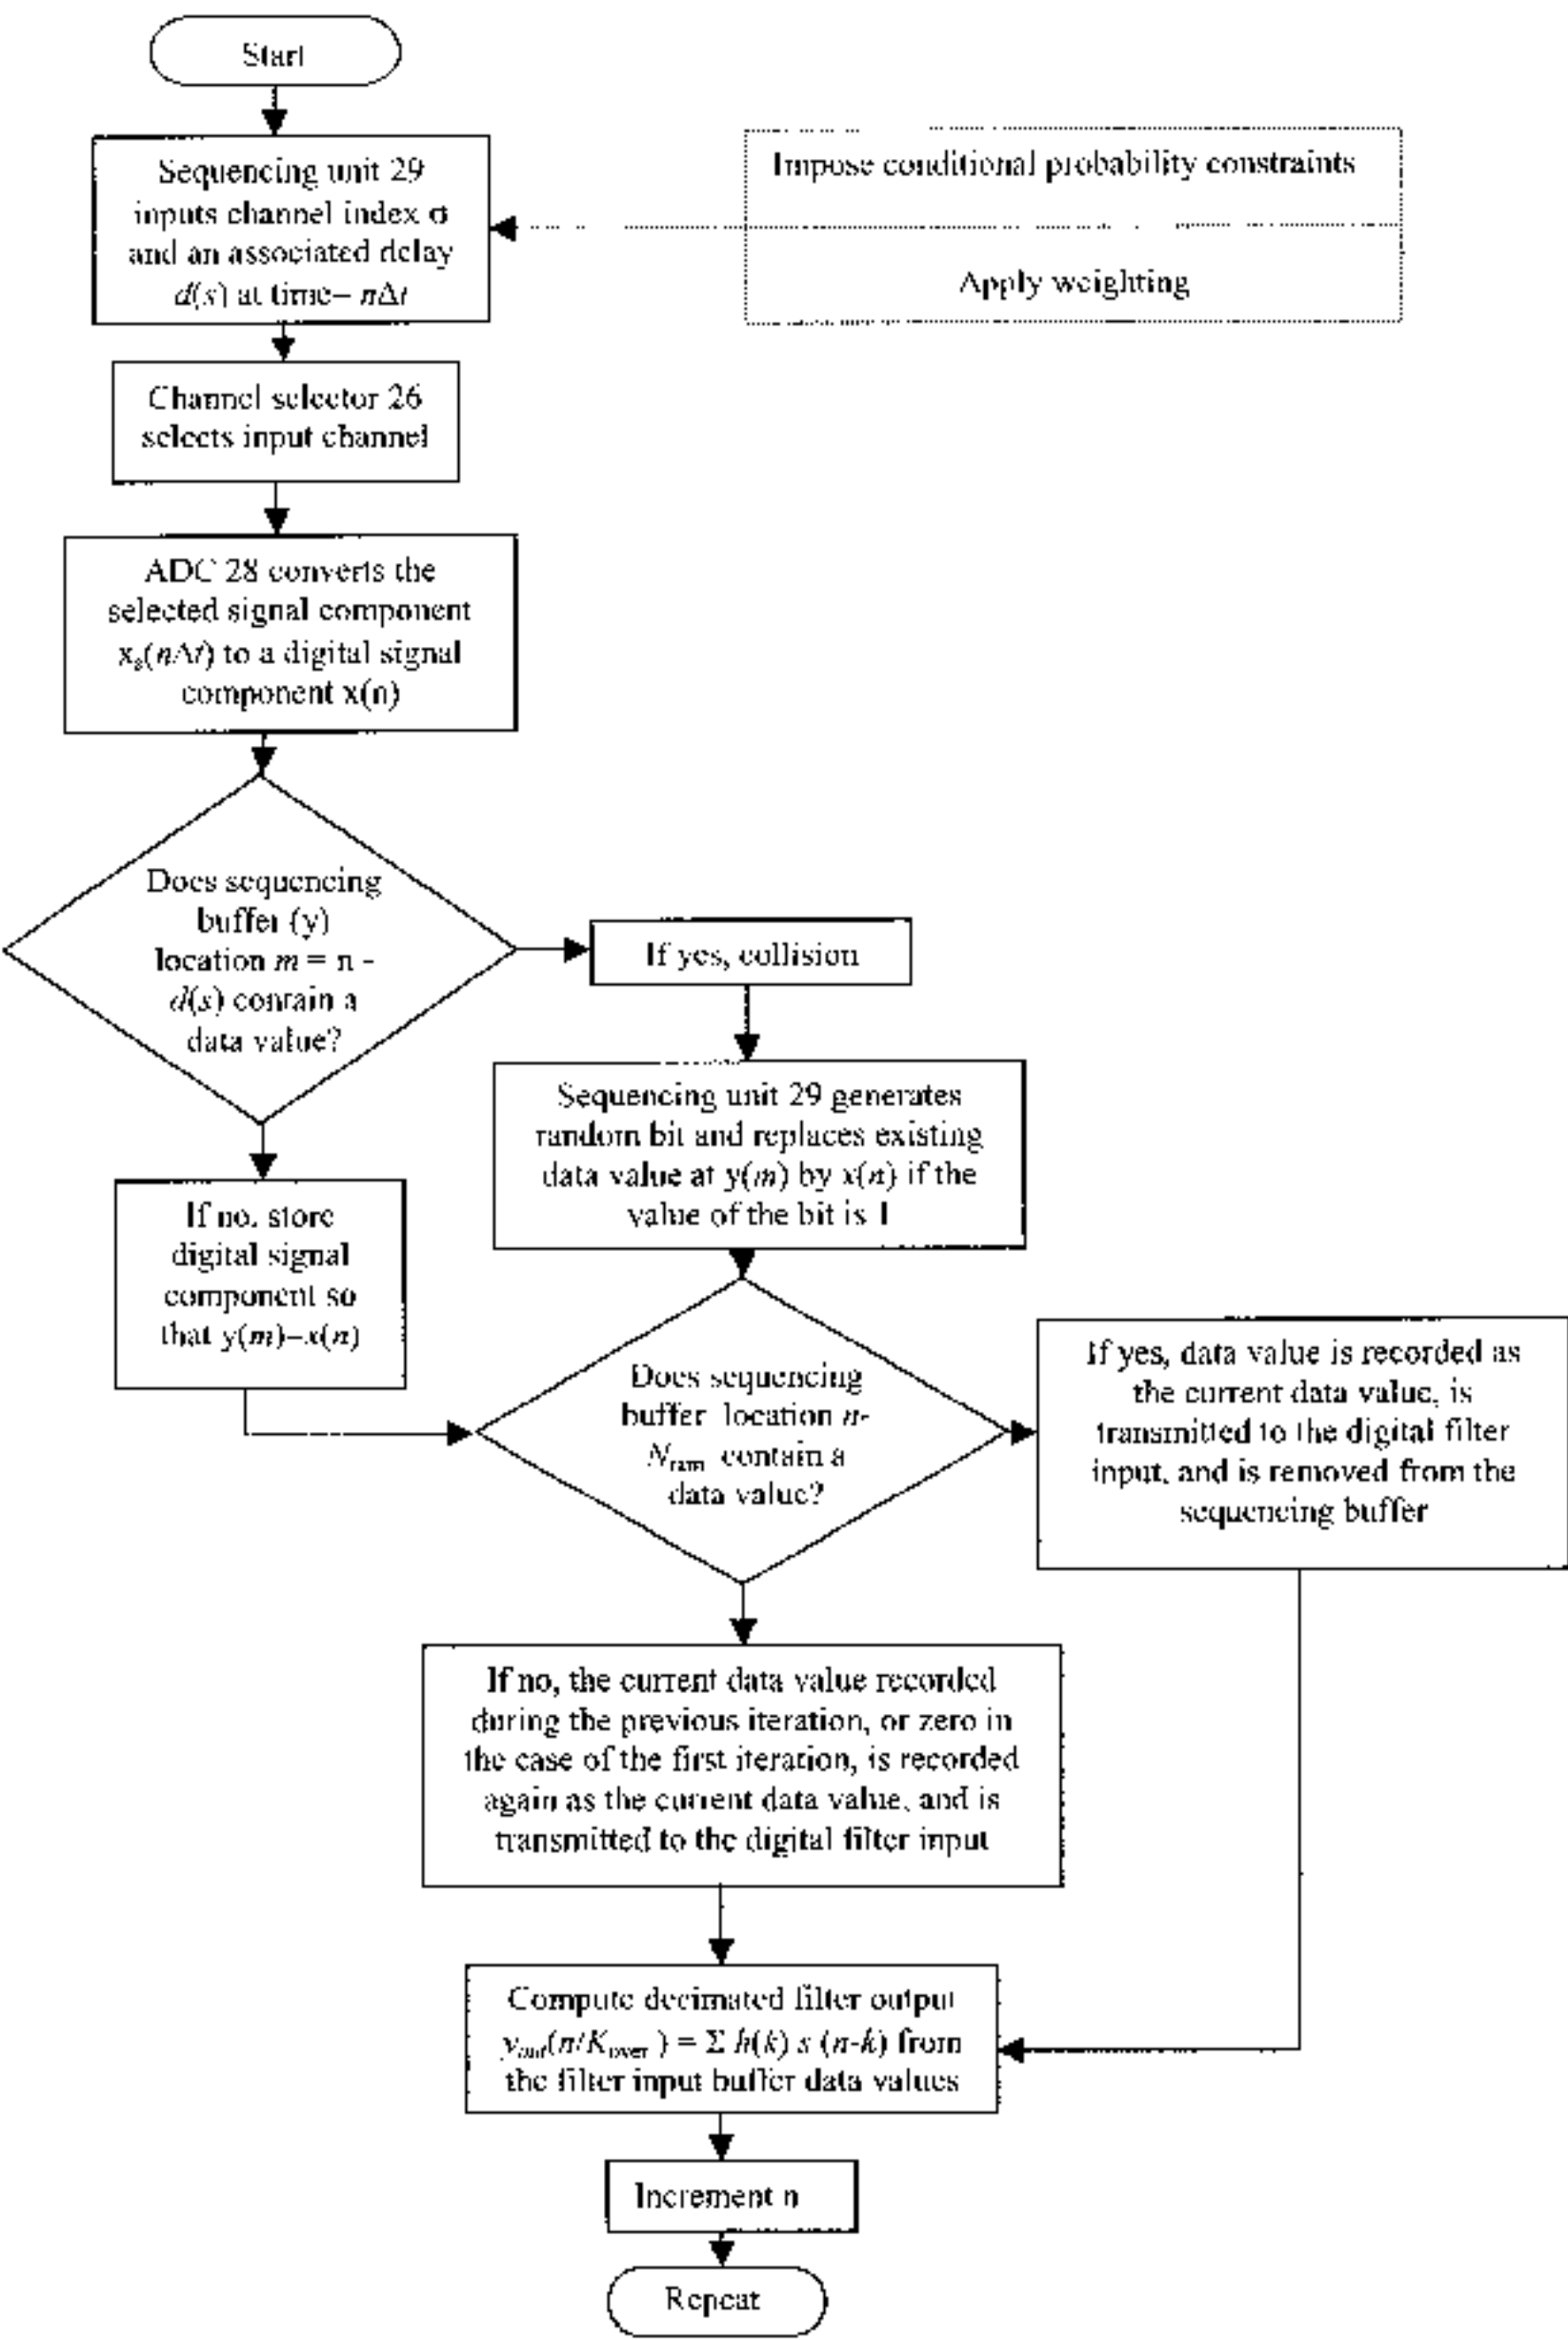 Start
Sequencing unit 29
inputs channel index σ
and an associated delay
d(s) at time= nΔt
Impose conditional probability constraints
Apply weighting
Channel selector 26
selects input channel
ADC 28 converts the
selected signal component
xₛ(nΔt) to a digital signal
component x(n)
Does sequencing
buffer (y)
location m = n -
d(s) contain a
data value?
If yes, collision
Sequencing unit 29 generates
random bit and replaces existing
data value at y(m) by x(n) if the
value of the bit is 1
If no, store
digital signal
component so
that y(m)=x(n)
Does sequencing
buffer location n-
Nram contain a
data value?
If yes, data value is recorded as
the current data value, is
transmitted to the digital filter
input, and is removed from the
sequencing buffer
If no, the current data value recorded
during the previous iteration, or zero in
the case of the first iteration, is recorded
again as the current data value, and is
transmitted to the digital filter input
Compute decimated filter output
yout(n/Kover ) = Σ h(k) s (n-k) from
the filter input buffer data values
Increment n
Repeat